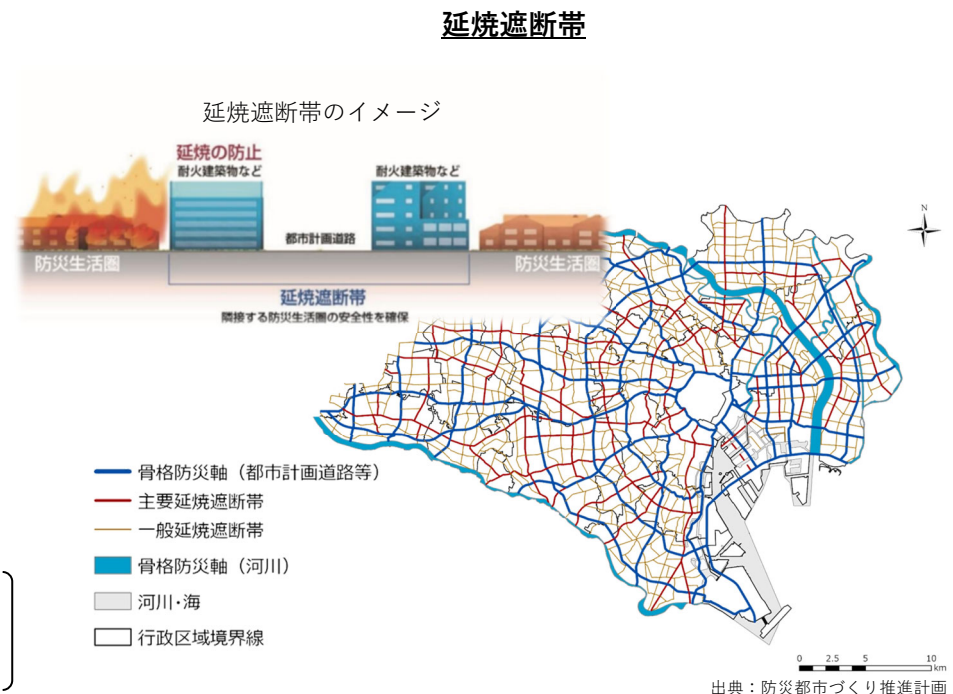 延焼遮断帯
延焼遮断帯のイメージ
延焼の防止
耐火建築物など
耐火建築物など
都市計画道路
防災生活圏
防災生活圏
延焼遮断帯
隣接する防災生活圏の安全性を確保
N
骨格防災軸（都市計画道路等）
主要延焼遮断帯
一般延焼遮断帯
骨格防災軸（河川）
河川・海
行政区域境界線
0 2.5 5 10
km
出典：防災都市づくり推進計画